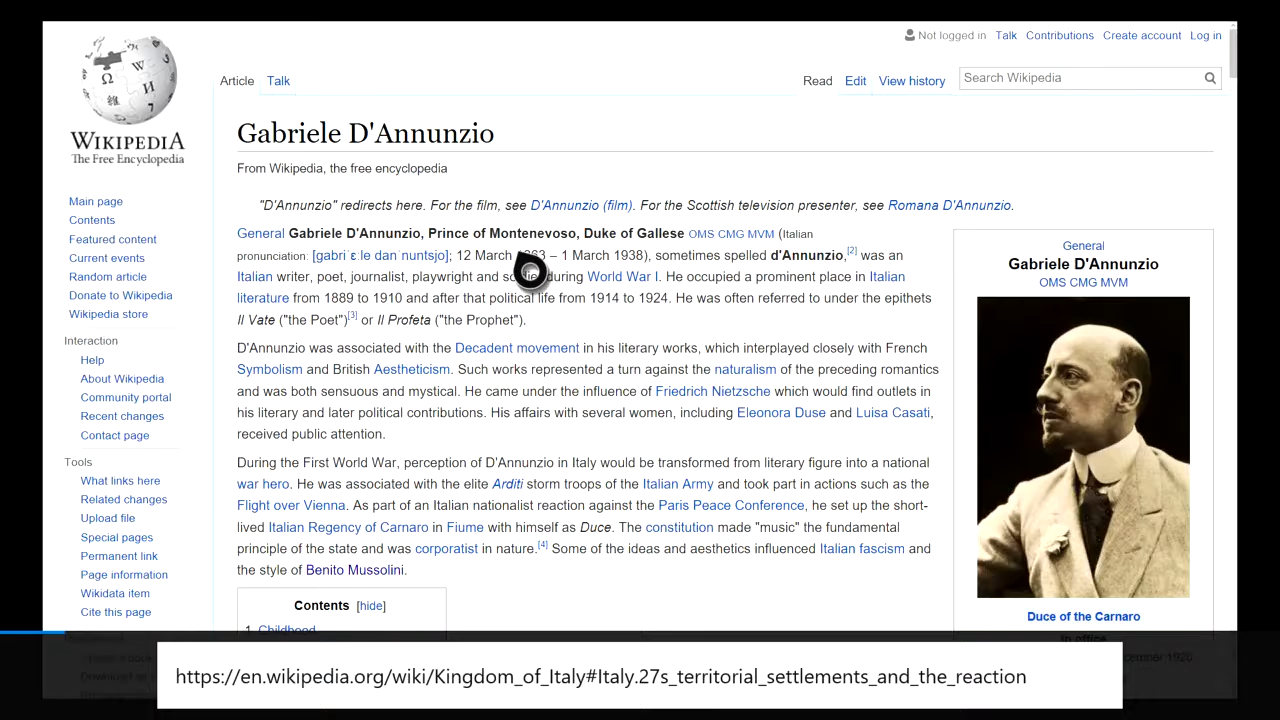 Not logged in Talk Contributions Create account Log in
Article Talk Read Edit View history Search Wikipedia
WIKIPEDIA
The Free Encyclopedia
Main page
Contents
Featured content
Current events
Random article
Donate to Wikipedia
Wikipedia store
Interaction
Help
About Wikipedia
Community portal
Recent changes
Contact page
Tools
What links here
Related changes
Upload file
Special pages
Permanent link
Page information
Wikidata item
Cite this page
Gabriele D'Annunzio
From Wikipedia, the free encyclopedia
"D'Annunzio" redirects here. For the film, see D'Annunzio (film). For the Scottish television presenter, see Romana D'Annunzio.
General Gabriele D'Annunzio, Prince of Montenevoso, Duke of Gallese OMS CMG MVM (Italian
pronunciation: [gabriˈɛːle danˈnuntsjo]; 12 March 63 – 1 March 1938), sometimes spelled d'Annunzio,[2] was an
Italian writer, poet, journalist, playwright and during World War I. He occupied a prominent place in Italian
literature from 1889 to 1910 and after that political life from 1914 to 1924. He was often referred to under the epithets
Il Vate ("the Poet")[3] or Il Profeta ("the Prophet").
D'Annunzio was associated with the Decadent movement in his literary works, which interplayed closely with French
Symbolism and British Aestheticism. Such works represented a turn against the naturalism of the preceding romantics
and was both sensuous and mystical. He came under the influence of Friedrich Nietzsche which would find outlets in
his literary and later political contributions. His affairs with several women, including Eleonora Duse and Luisa Casati,
received public attention.
During the First World War, perception of D'Annunzio in Italy would be transformed from literary figure into a national
war hero. He was associated with the elite Arditi storm troops of the Italian Army and took part in actions such as the
Flight over Vienna. As part of an Italian nationalist reaction against the Paris Peace Conference, he set up the short-
lived Italian Regency of Carnaro in Fiume with himself as Duce. The constitution made "music" the fundamental
principle of the state and was corporatist in nature.[4] Some of the ideas and aesthetics influenced Italian fascism and
the style of Benito Mussolini.
Contents [hide]
1 Childhood
General
Gabriele D'Annunzio
OMS CMG MVM
Duce of the Carnaro
In office
https://en.wikipedia.org/wiki/Kingdom_of_Italy#Italy.27s_territorial_settlements_and_the_reaction